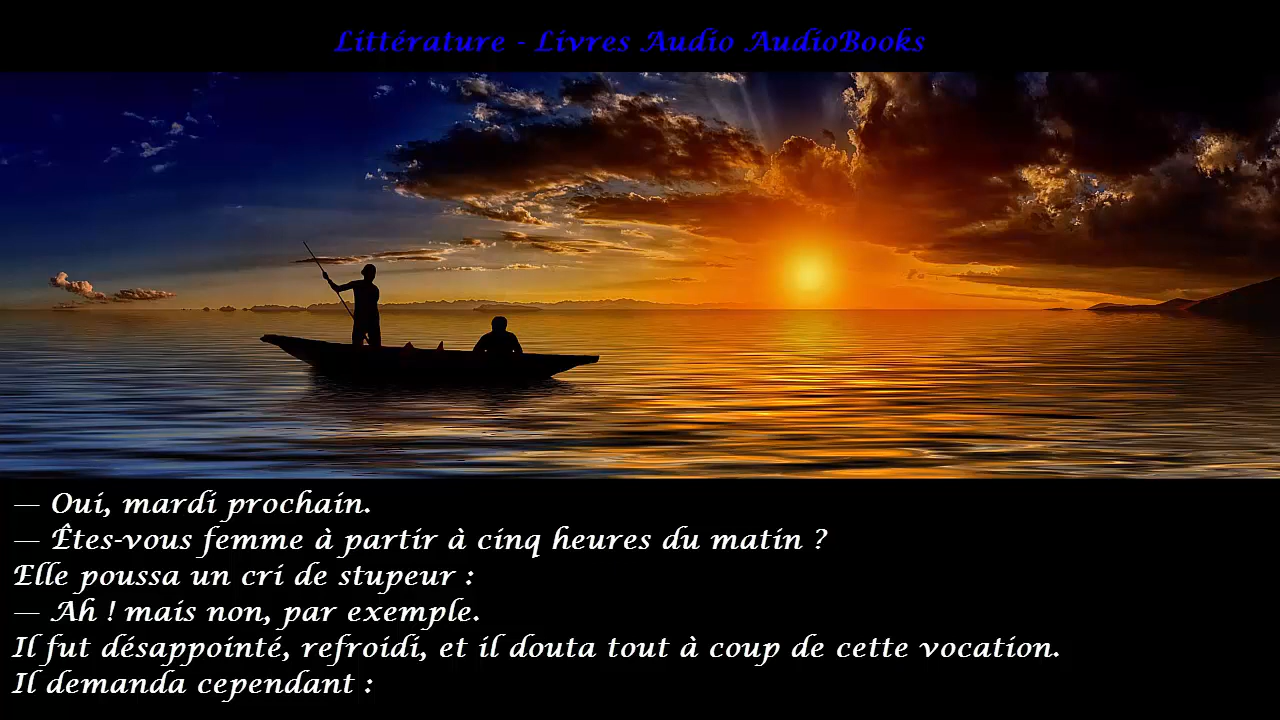 Littérature - Livres Audio AudioBooks
— Oui, mardi prochain.
— Êtes-vous femme à partir à cinq heures du matin ?
Elle poussa un cri de stupeur :
— Ah ! mais non, par exemple.
Il fut désappointé, refroidi, et il douta tout à coup de cette vocation.
Il demanda cependant :